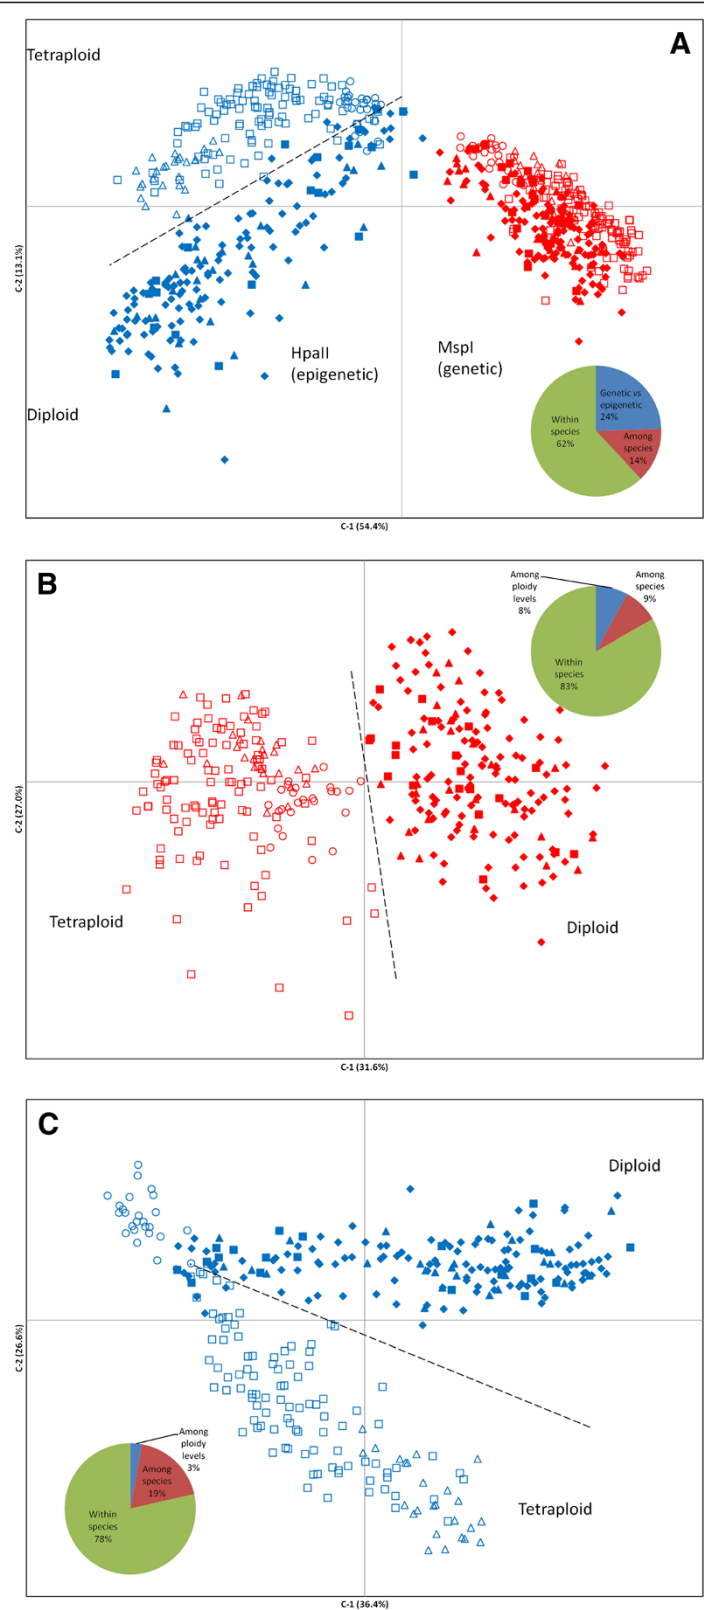 A
Tetraploid
C-2 (13.1%)
HpaII
(epigenetic)
MspI
(genetic)
Diploid
Genetic vs
epigenetic
24%
Among
species
14%
Within
species
62%
C-1 (54.4%)
B
Among
ploidy
levels
8%
Among
species
9%
Within
species
83%
C-2 (27.0%)
Tetraploid
Diploid
C-1 (31.6%)
C
Diploid
C-2 (26.6%)
Among
ploidy
levels
3%
Among
species
19%
Within
species
78%
Tetraploid
C-1 (36.4%)